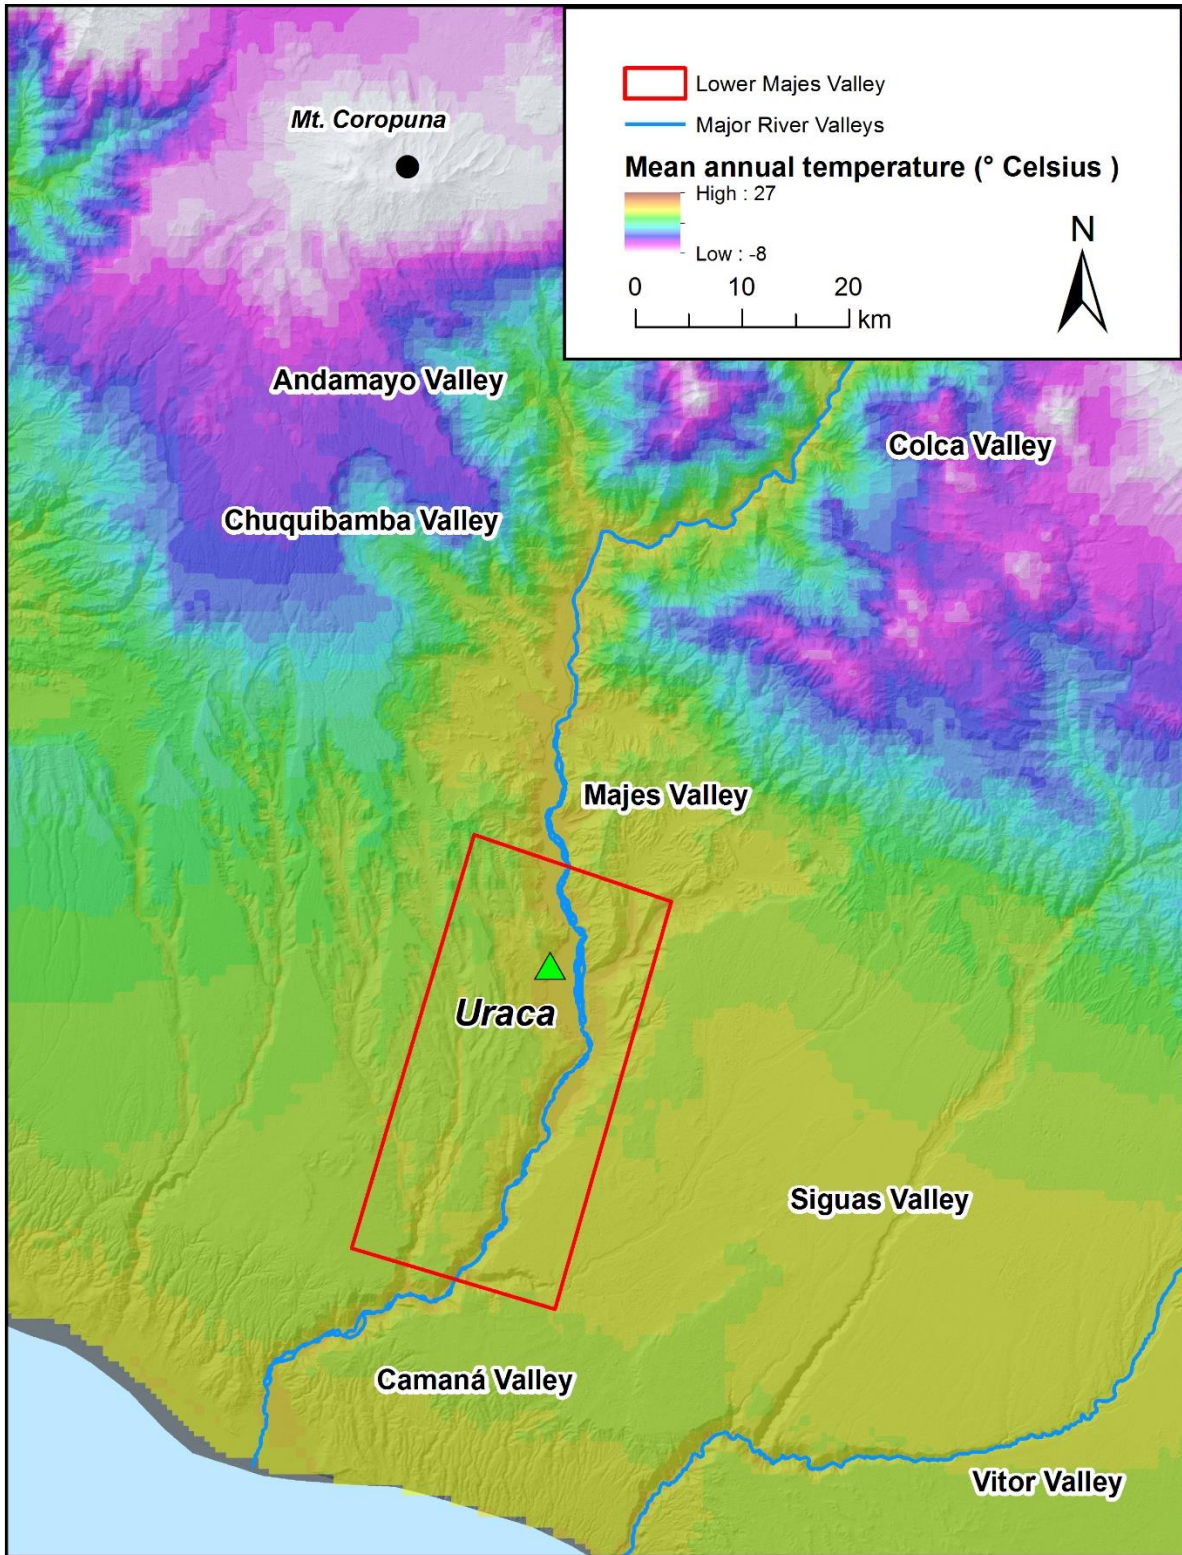 Mt. Coropuna
Lower Majes Valley
Major River Valleys
Mean annual temperature (° Celsius )
High : 27
Low : -8
0 10 20
km
N
Andamayo Valley
Colca Valley
Chuquibamba Valley
Majes Valley
Uraca
Siguas Valley
Camaná Valley
Vitor Valley